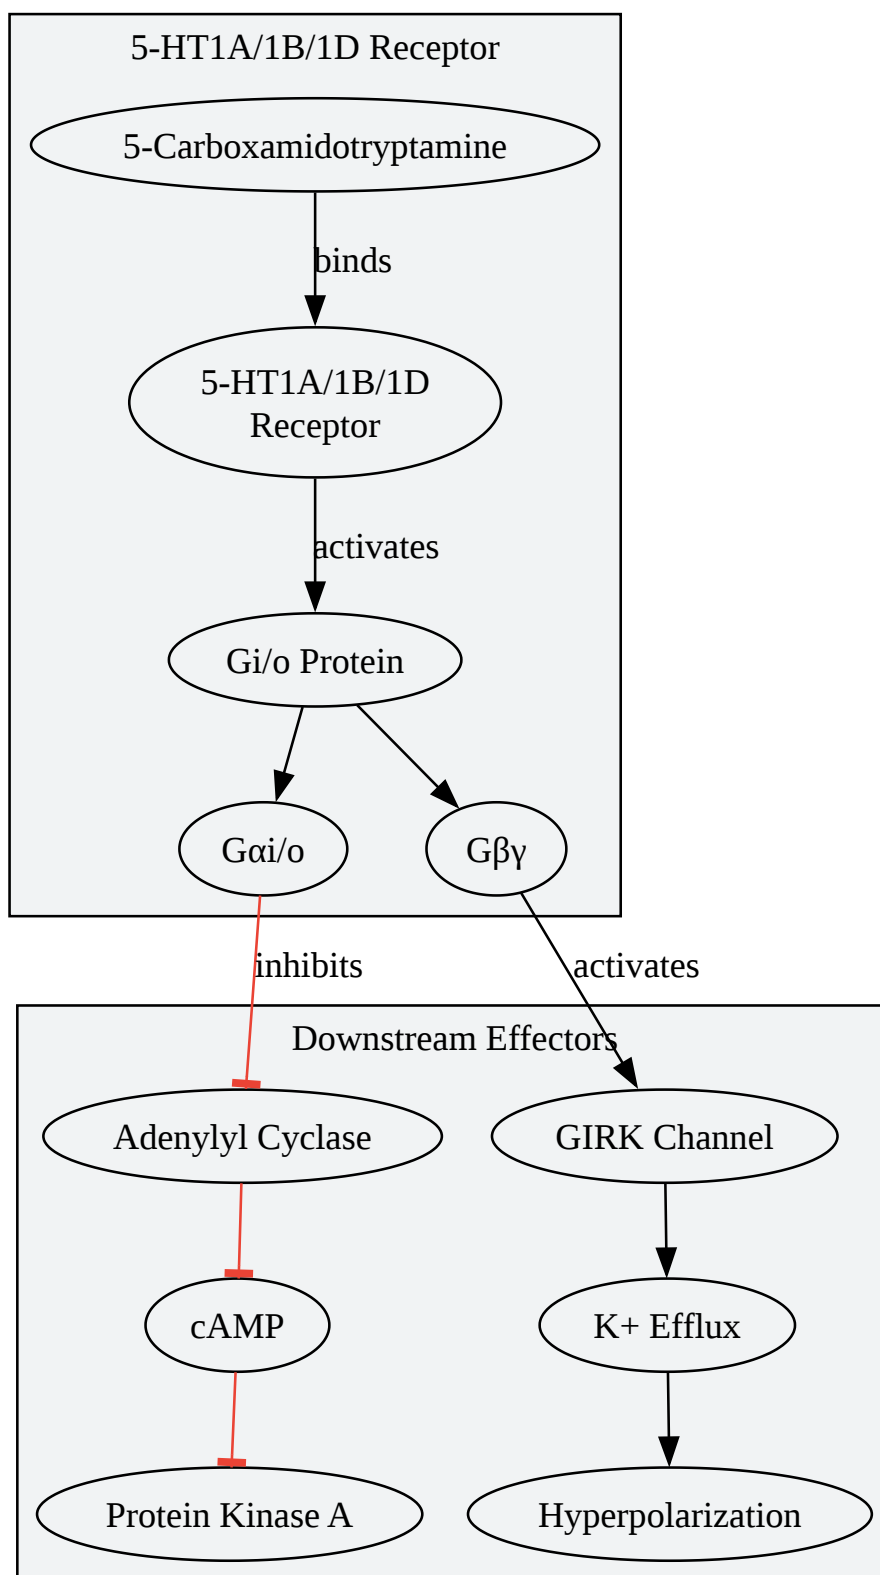 5-HT1A/1B/1D Receptor
5-Carboxamidotryptamine
binds
5-HT1A/1B/1D
Receptor
activates
Gi/o Protein
Gαi/o
Gβγ
inhibits
activates
Downstream Effectors
Adenylyl Cyclase
GIRK Channel
cAMP
K+ Efflux
Protein Kinase A
Hyperpolarization